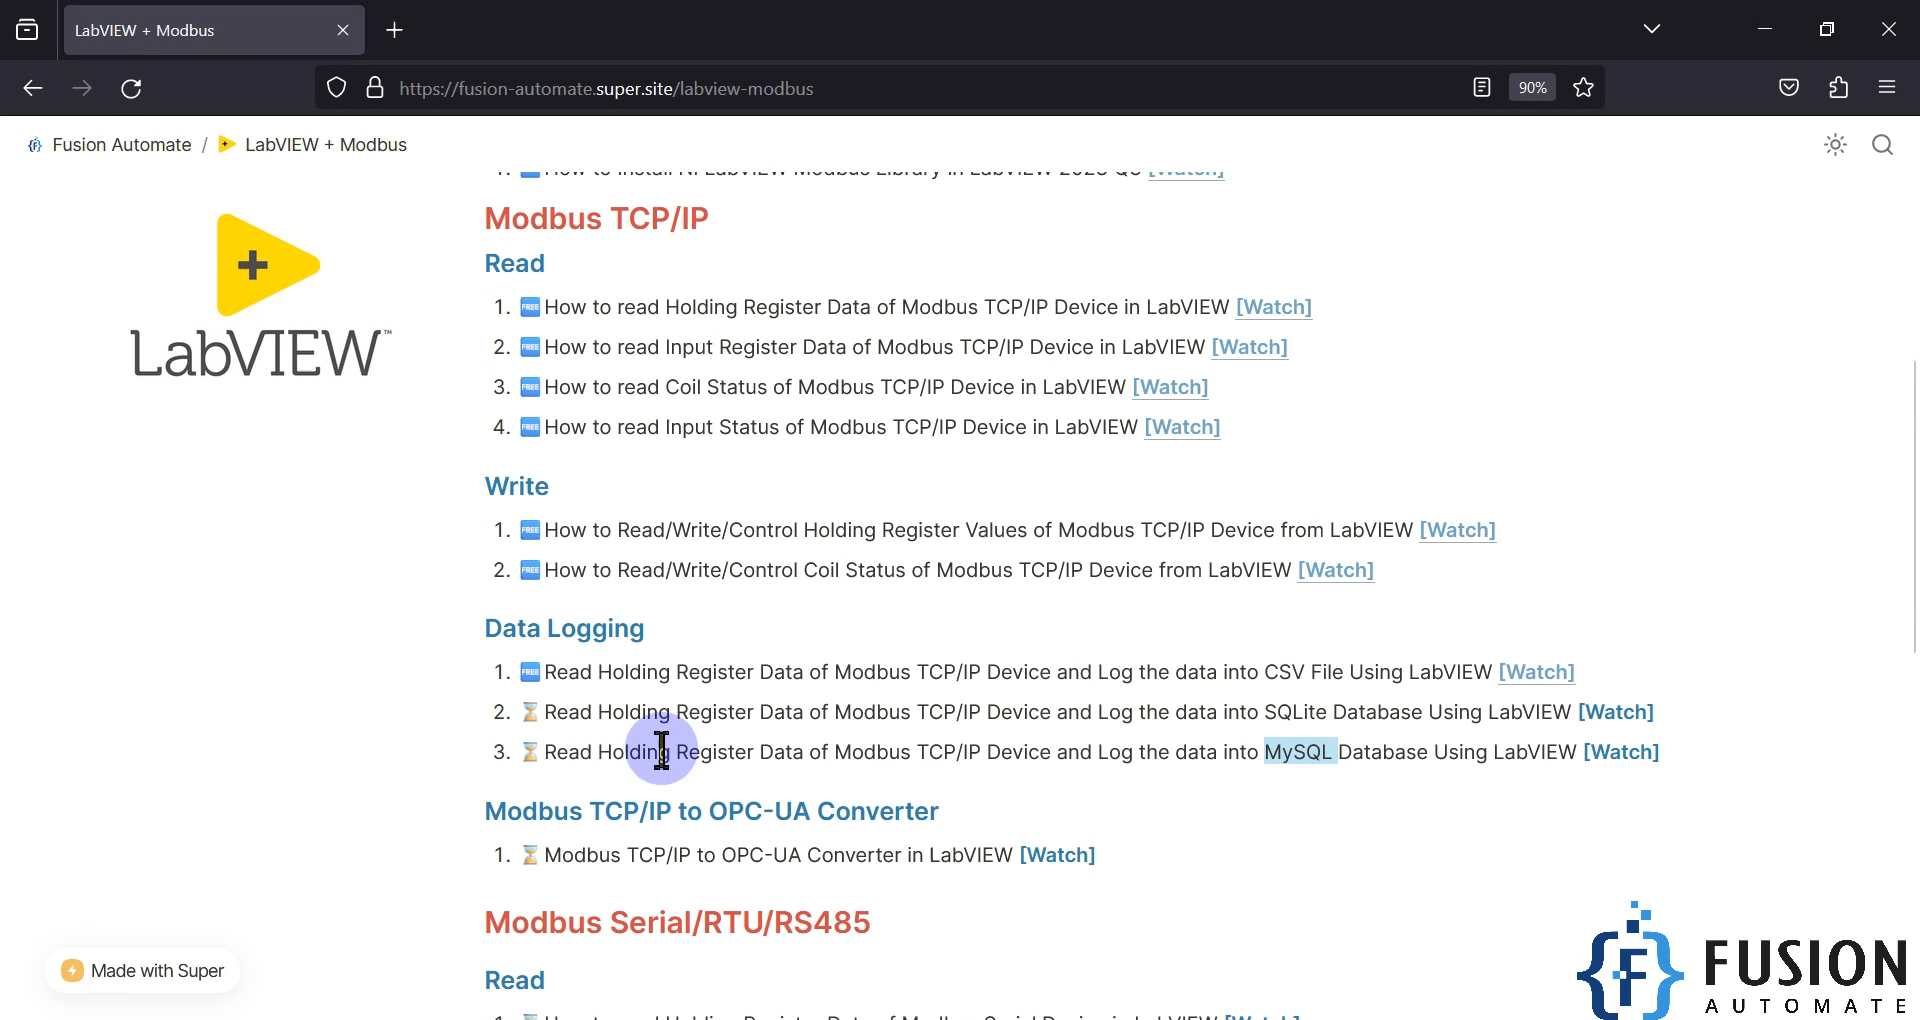 LabVIEW + Modbus
https://fusion-automate.super.site/labview-modbus
90%
Fusion Automate / LabVIEW + Modbus
LabVIEW™
Modbus TCP/IP
Read
1. FREE How to read Holding Register Data of Modbus TCP/IP Device in LabVIEW [Watch]
2. FREE How to read Input Register Data of Modbus TCP/IP Device in LabVIEW [Watch]
3. FREE How to read Coil Status of Modbus TCP/IP Device in LabVIEW [Watch]
4. FREE How to read Input Status of Modbus TCP/IP Device in LabVIEW [Watch]
Write
1. FREE How to Read/Write/Control Holding Register Values of Modbus TCP/IP Device from LabVIEW [Watch]
2. FREE How to Read/Write/Control Coil Status of Modbus TCP/IP Device from LabVIEW [Watch]
Data Logging
1. FREE Read Holding Register Data of Modbus TCP/IP Device and Log the data into CSV File Using LabVIEW [Watch]
2. ⌛ Read Holding Register Data of Modbus TCP/IP Device and Log the data into SQLite Database Using LabVIEW [Watch]
3. ⌛ Read Holding Register Data of Modbus TCP/IP Device and Log the data into MySQL Database Using LabVIEW [Watch]
Modbus TCP/IP to OPC-UA Converter
1. ⌛ Modbus TCP/IP to OPC-UA Converter in LabVIEW [Watch]
Modbus Serial/RTU/RS485
Read
Made with Super
{F} FUSION
AUTOMATE